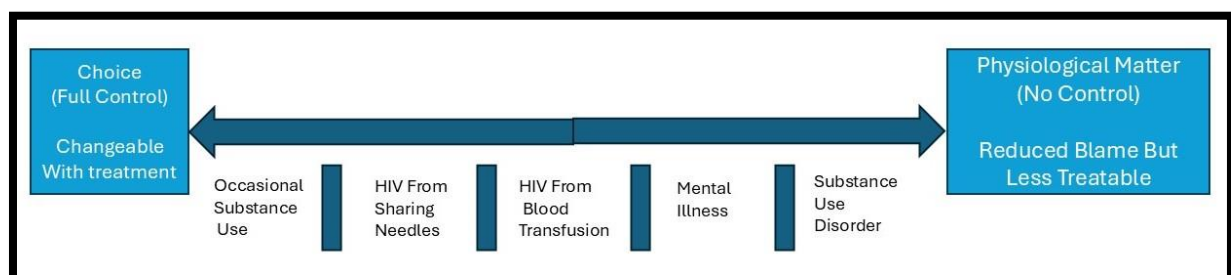 Choice
(Full Control)
Changeable
With treatment
Occasional
Substance
Use
HIV From
Sharing
Needles
HIV From
Blood
Transfusion
Mental
Illness
Substance
Use
Disorder
Physiological Matter
(No Control)
Reduced Blame But
Less Treatable